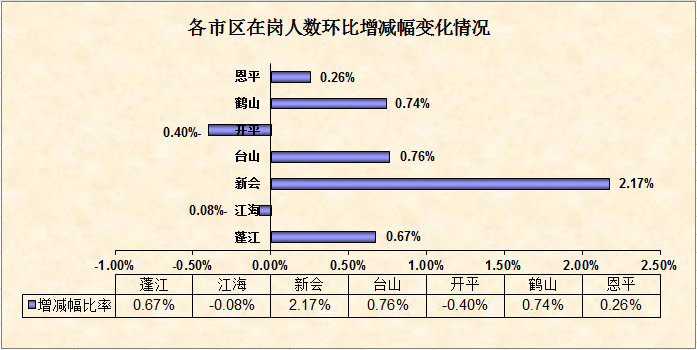 各市区在岗人数环比增减幅变化情况
恩平 0.26%
鹤山 0.74%
0.40%- 开平
台山 0.76%
新会 2.17%
0.08%- 江海
蓬江 0.67%
-1.00% -0.50% 0.00% 0.50% 1.00% 1.50% 2.00% 2.50%
蓬江 江海 新会 台山 开平 鹤山 恩平
增减幅比率 0.67% -0.08% 2.17% 0.76% -0.40% 0.74% 0.26%